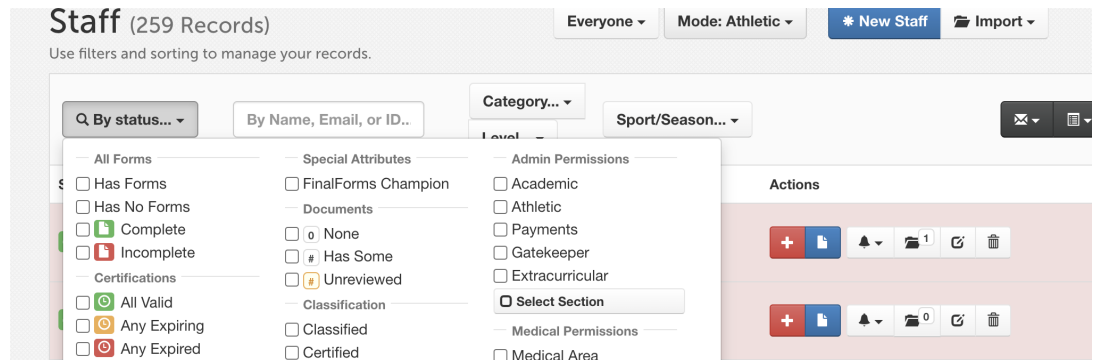 Staff (259 Records)
Everyone
Mode: Athletic
New Staff
Import
Use filters and sorting to manage your records.
By status...
By Name, Email, or ID..
Category...
Level
Sport/Season...
All Forms
Has Forms
Has No Forms
Complete
Incomplete
Certifications
All Valid
Any Expiring
Any Expired
Special Attributes
FinalForms Champion
Documents
0 None
# Has Some
# Unreviewed
Classification
Classified
Certified
Admin Permissions
Academic
Athletic
Payments
Gatekeeper
Extracurricular
Select Section
Medical Permissions
Medical Area
Actions
1
0